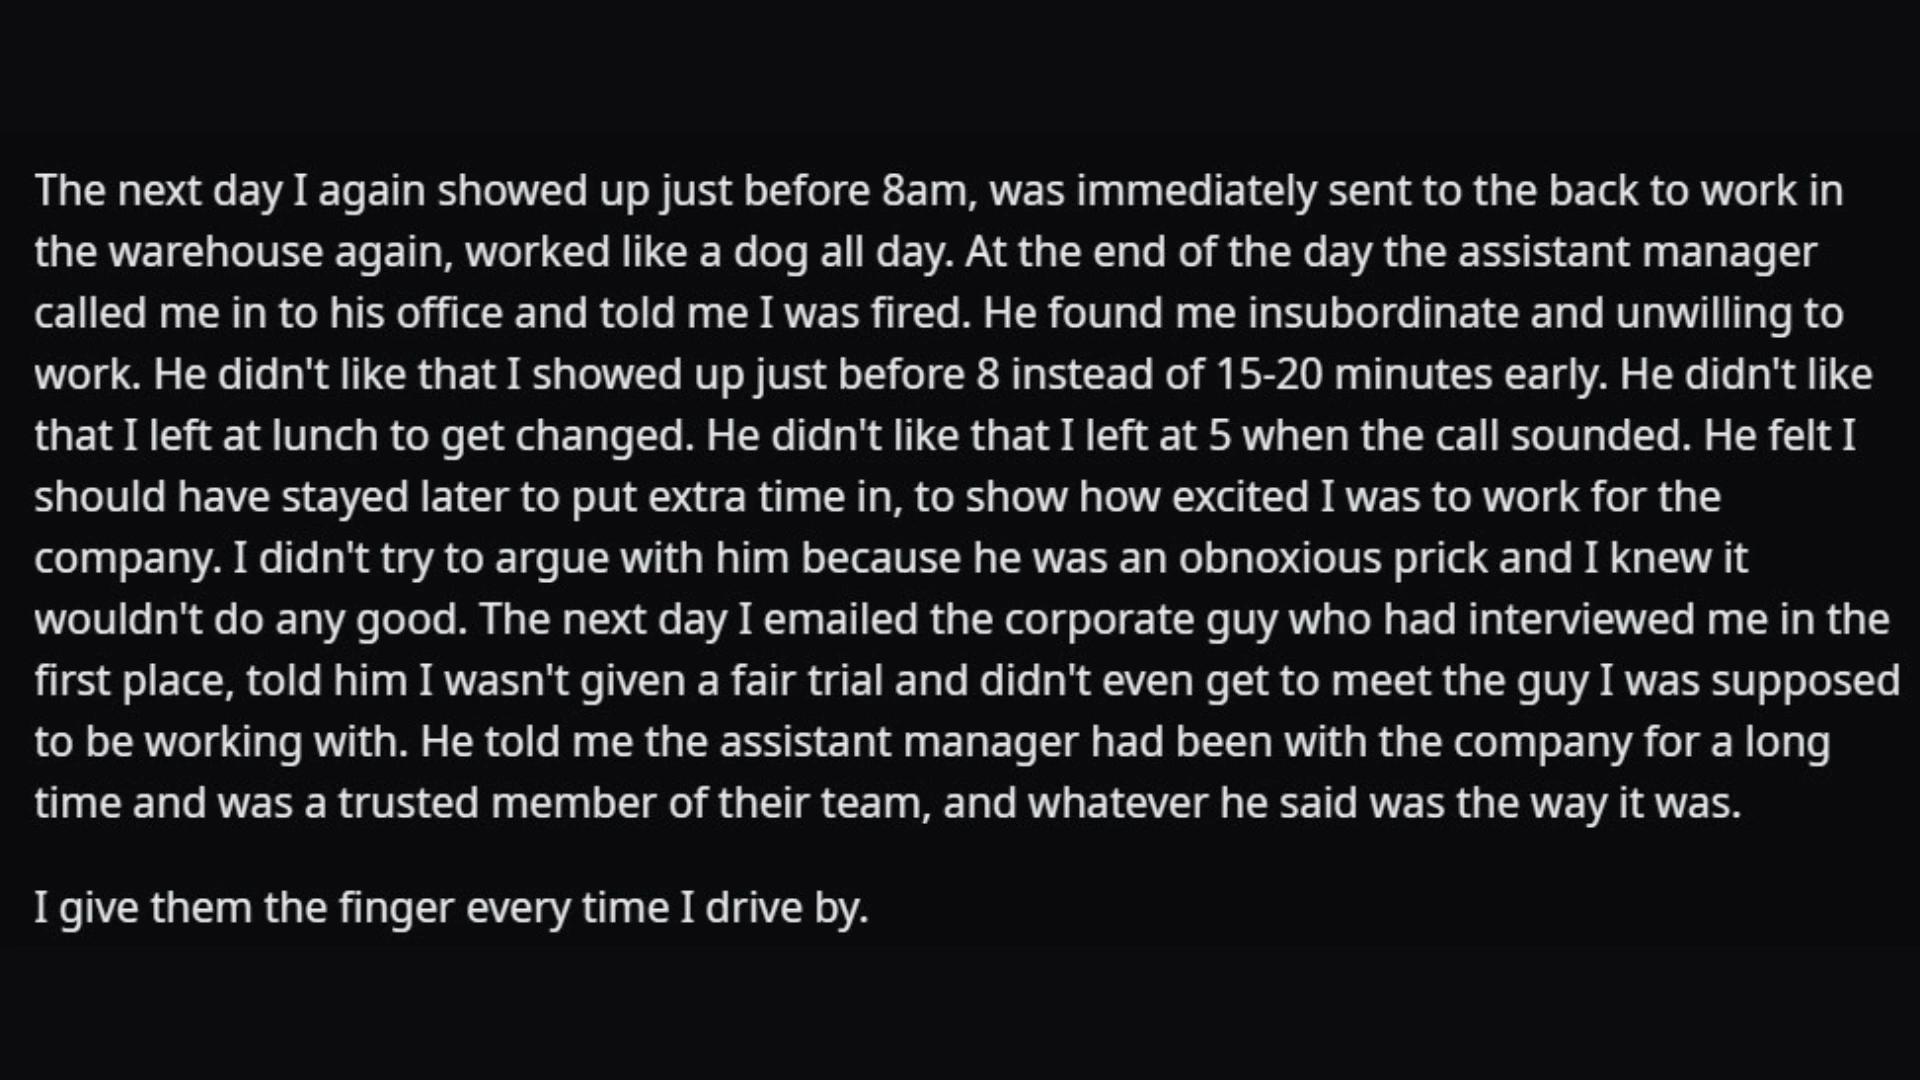 The next day I again showed up just before 8am, was immediately sent to the back to work in
the warehouse again, worked like a dog all day. At the end of the day the assistant manager
called me in to his office and told me I was fired. He found me insubordinate and unwilling to
work. He didn't like that I showed up just before 8 instead of 15-20 minutes early. He didn't like
that I left at lunch to get changed. He didn't like that I left at 5 when the call sounded. He felt I
should have stayed later to put extra time in, to show how excited I was to work for the
company. I didn't try to argue with him because he was an obnoxious prick and I knew it
wouldn't do any good. The next day I emailed the corporate guy who had interviewed me in the
first place, told him I wasn't given a fair trial and didn't even get to meet the guy I was supposed
to be working with. He told me the assistant manager had been with the company for a long
time and was a trusted member of their team, and whatever he said was the way it was.
I give them the finger every time I drive by.